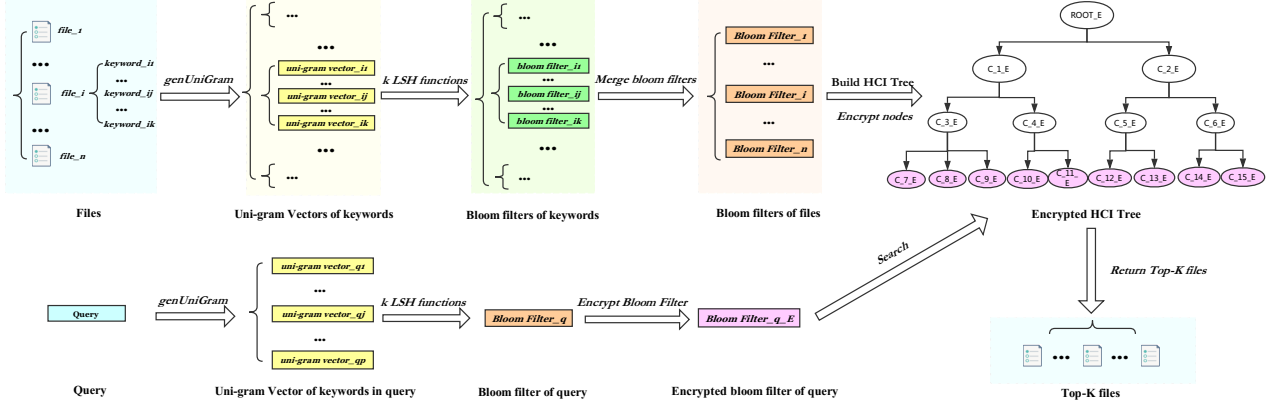 file_1
...
file_i
...
file_n
keyword_i1
...
keyword_ij
...
keyword_ik
Files
genUniGram
...
...
uni-gram vector_i1
...
uni-gram vector_ij
...
uni-gram vector_ik
...
...
Uni-gram Vectors of keywords
k LSH functions
...
...
bloom filter_i1
...
bloom filter_ij
...
bloom filter_ik
...
...
Bloom filters of keywords
Merge bloom filters
Bloom Filter_1
...
Bloom Filter_i
...
Bloom Filter_n
Bloom filters of files
Build HCI Tree
Encrypt nodes
ROOT_E
C_1_E
C_2_E
C_3_E
C_4_E
C_5_E
C_6_E
C_7_E
C_8_E
C_9_E
C_10_E
C_11_
E
C_12_E
C_13_E
C_14_E
C_15_E
Encrypted HCI Tree
Query
Query
genUniGram
uni-gram vector_q1
...
uni-gram vector_qj
...
uni-gram vector_qp
Uni-gram Vector of keywords in query
k LSH functions
Bloom Filter_q
Bloom filter of query
Encrypt Bloom Filter
Bloom Filter_q_E
Encrypted bloom filter of query
Search
Return Top-K files
... ...
Top-K files